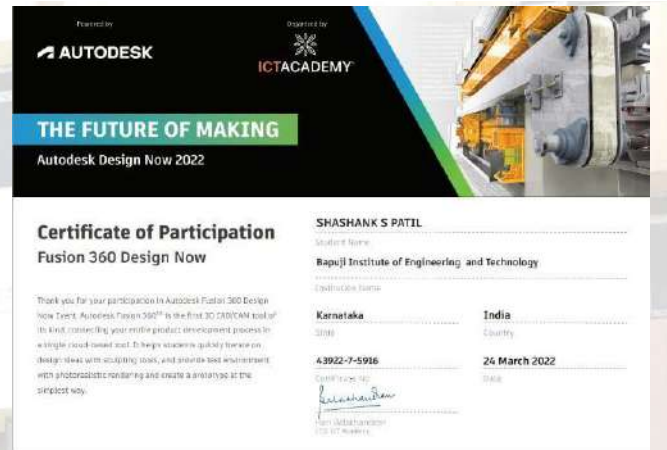 Powered by
AUTODESK
Organized by
ICTACADEMY
THE FUTURE OF MAKING
Autodesk Design Now 2022
Certificate of Participation
Fusion 360 Design Now
Thank you for your participation in Autodesk Fusion 360 Design
Now Event. Autodesk Fusion 360 is the first 3D CAD/CAM tool of
its kind, connecting your entire product development process in
a single cloud-based tool. It helps students quickly iterate on
design ideas with sculpting tools, and provide test environment
with photorealistic rendering and create a prototype at the
simplest way.
SHASHANK S PATIL
Student Name
Bapuji Institute of Engineering and Technology
Institution Name
Karnataka
State
India
Country
43922-7-5916
Certificate No
24 March 2022
Date
ICT Academy